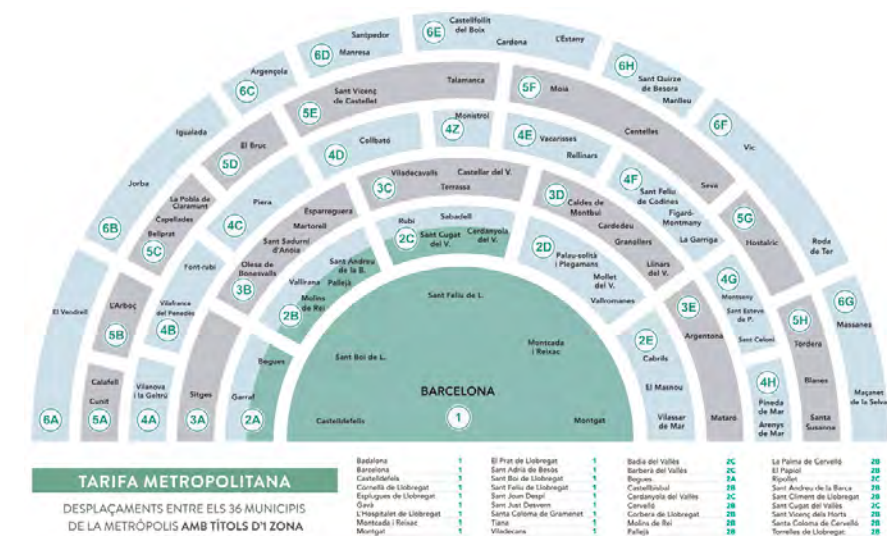 Castellfollit
del Boix
6E
Cardona
L'Estany
Santpedor
6D
Manresa
6H
Sant Quirze
de Besora
Manlleu
Argençola
6C
6F
Vic
Igualada
Jorba
6B
Roda
de Ter
El Vendrell
6A
6G
Massanes
Maçanet
de la Selva
Talamanca
Sant Vicenç
de Castellet
5E
5F
Moià
Centelles
Seva
El Bruc
5D
5G
Hostalric
La Pobla de
Claramunt
Capellades
Bellprat
5C
L'Arboç
5B
5H
Tordera
Blanes
Santa
Susanna
Calafell
Cunit
5A
Monistrol
4Z
4E
Vacarisses
Rellinars
Collbató
4D
4F
Sant Feliu
de Codines
Figaró-
Montmany
La Garriga
Piera
4C
4G
Montseny
Sant Esteve
de P.
Sant Celoni
Font-rubí
Vilafranca
del Penedès
4B
4H
Pineda
de Mar
Arenys
de Mar
Vilanova
i la Geltrú
4A
Viladecavalls
Castellar del V.
Terrassa
3C
3D
Caldes de
Montbui
Cardedeu
Granollers
Llinars
del V.
Esparreguera
Martorell
Sant Sadurní
d'Anoia
Olesa de
Bonesvalls
3B
3E
Argentona
Mataró
Sitges
3A
Rubí
Sabadell
2C
Sant Cugat
del V.
Cerdanyola
del V.
2D
Palau-solità
i Plegamans
Mollet
del V.
Vallromanes
Sant Andreu
de la B.
Vallirana
Pallejà
Molins
de Rei
2B
2E
Cabrils
El Masnou
Vilassar
de Mar
Begues
Garraf
2A
Sant Feliu de L.
Sant Boi de L.
Montcada
i Reixac
BARCELONA
1
Castelldefels
Montgat
TARIFA METROPOLITANA
DESPLAÇAMENTS ENTRE ELS 36 MUNICIPIS
DE LA METRÒPOLIS AMB TÍTOLS D'1 ZONA
Badalona 1
Barcelona 1
Castelldefels 1
Cornellà de Llobregat 1
Esplugues de Llobregat 1
Gavà 1
L'Hospitalet de Llobregat 1
Montcada i Reixac 1
Montgat 1
El Prat de Llobregat 1
Sant Adrià de Besòs 1
Sant Boi de Llobregat 1
Sant Feliu de Llobregat 1
Sant Joan Despí 1
Sant Just Desvern 1
Santa Coloma de Gramenet 1
Tiana 1
Viladecans 1
Badia del Vallès 2C
Barberà del Vallès 2C
Begues 2A
Castellbisbal 2B
Cerdanyola del Vallès 2C
Cervelló 2B
Corbera de Llobregat 2B
Molins de Rei 2B
Pallejà 2B
La Palma de Cervelló 2B
El Papiol 2B
Ripollet 2C
Sant Andreu de la Barca 2B
Sant Climent de Llobregat 2B
Sant Cugat del Vallès 2C
Sant Vicenç dels Horts 2B
Santa Coloma de Cervelló 2B
Torrelles de Llobregat 2B